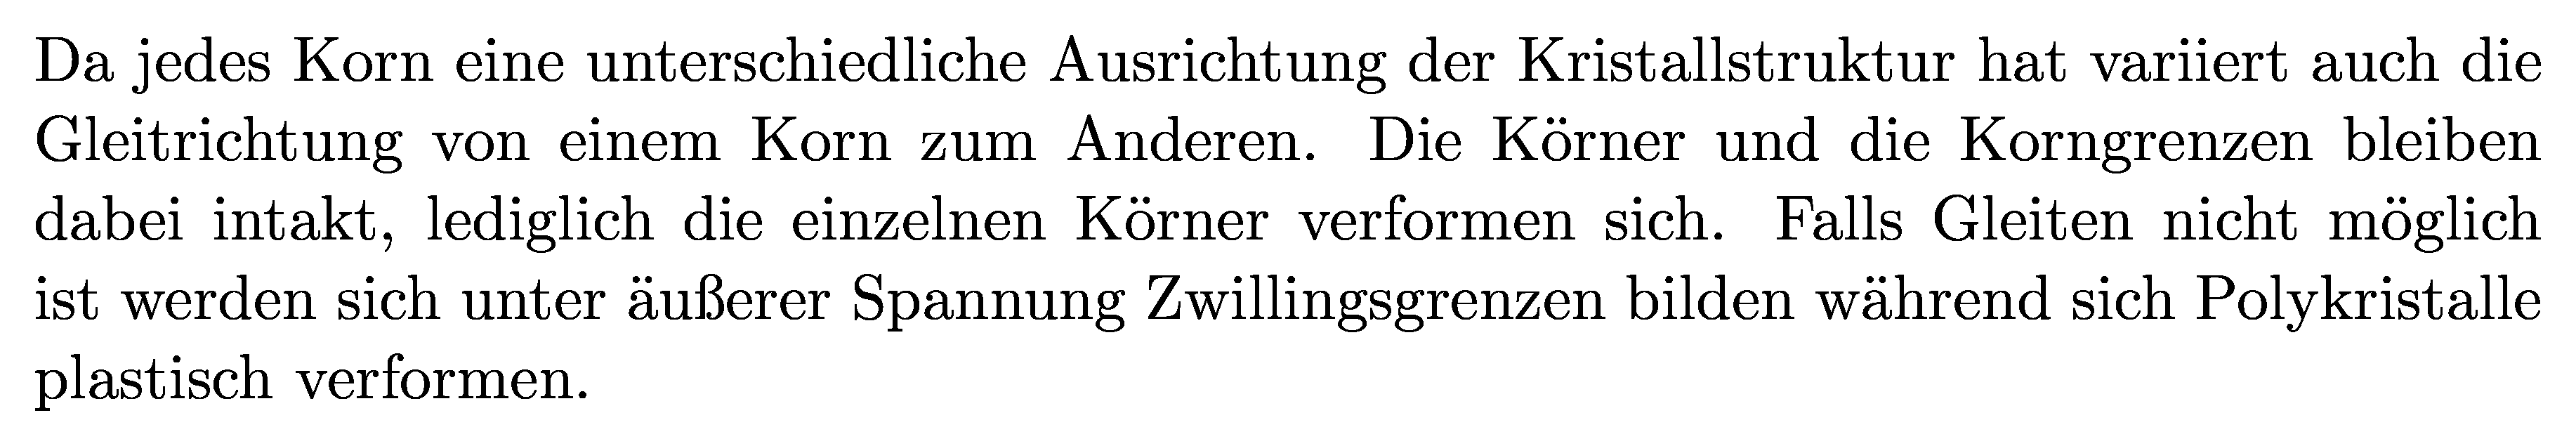 Da jedes Korn eine unterschiedliche Ausrichtung der Kristallstruktur hat variiert auch die
Gleitrichtung von einem Korn zum Anderen. Die Körner und die Korngrenzen bleiben
dabei intakt, lediglich die einzelnen Körner verformen sich. Falls Gleiten nicht möglich
ist werden sich unter äußerer Spannung Zwillingsgrenzen bilden während sich Polykristalle
plastisch verformen.